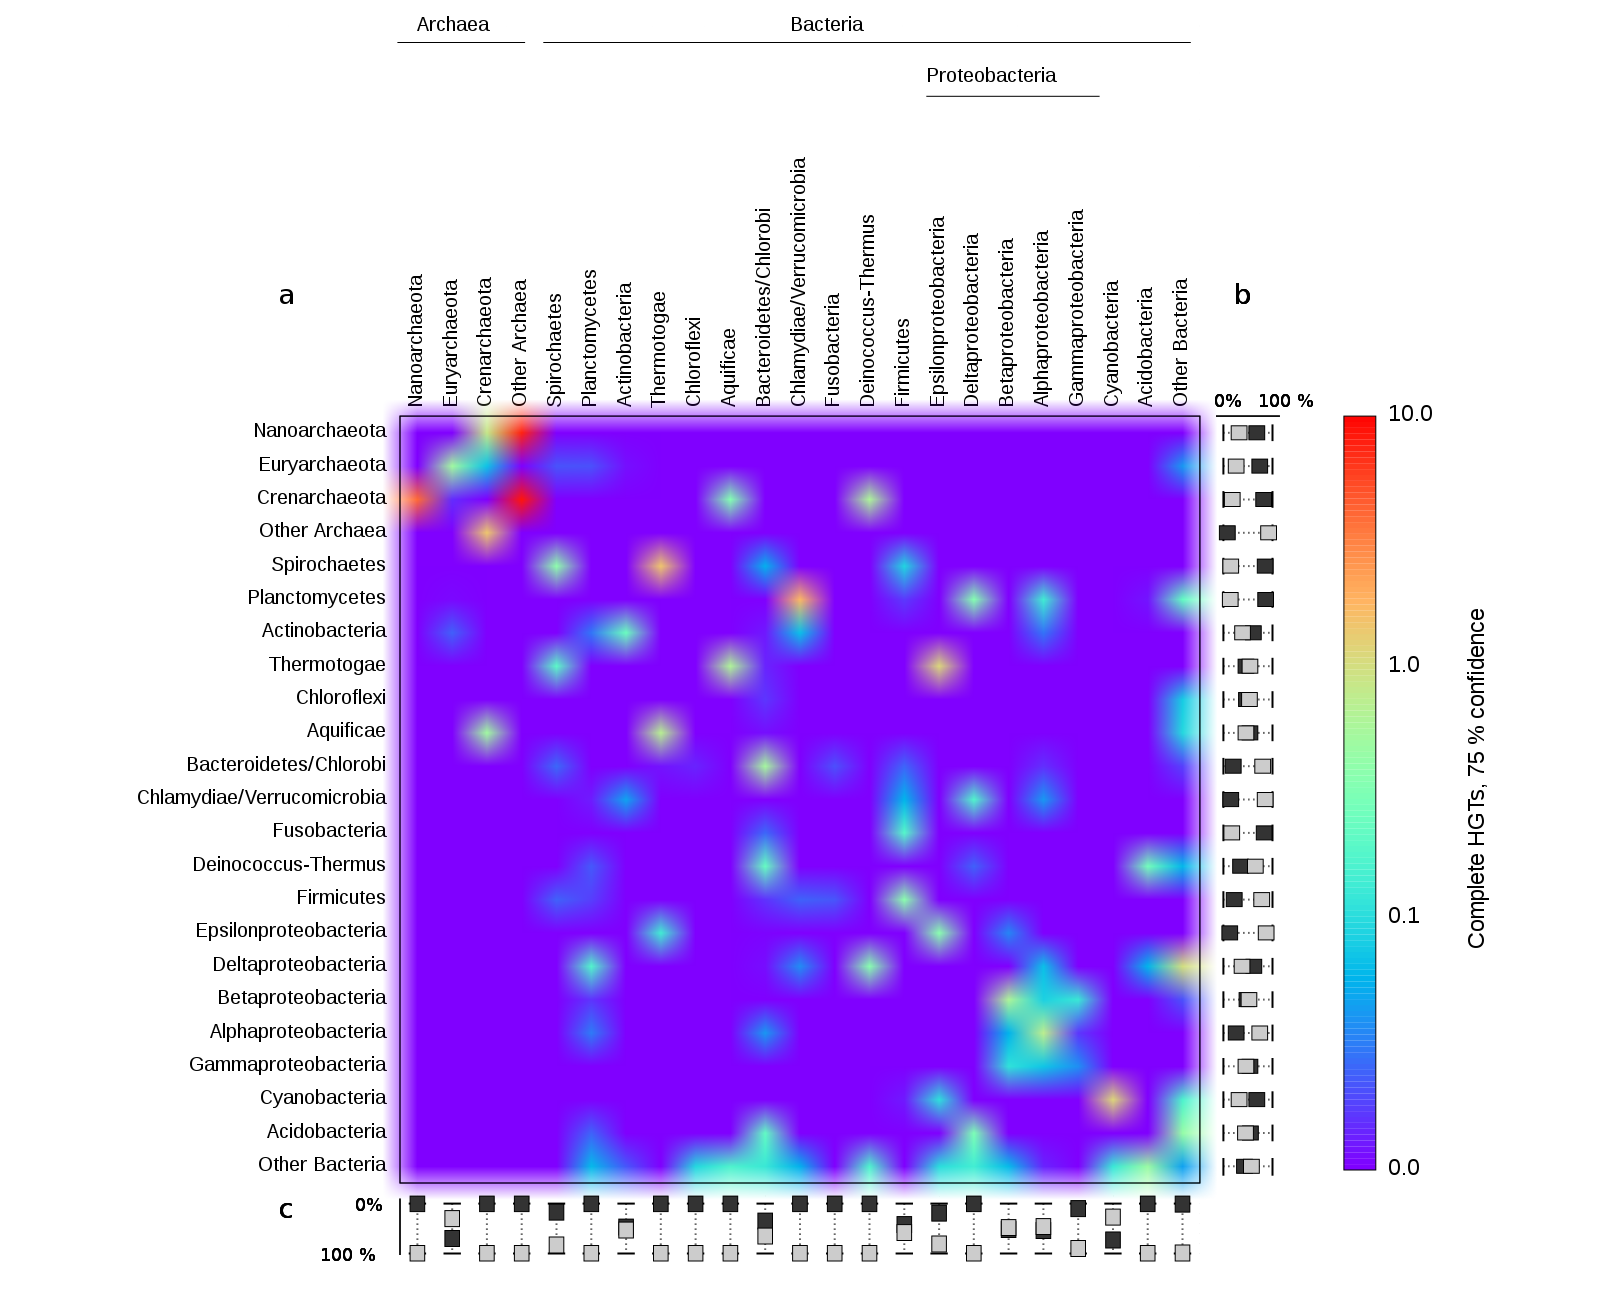 Archaea
Bacteria
Proteobacteria
a
b
Nanoarchaeota
Euryarchaeota
Crenarchaeota
Other Archaea
Spirochaetes
Planctomycetes
Actinobacteria
Thermotogae
Chloroflexi
Aquificae
Bacteroidetes/Chlorobi
Chlamydiae/Verrucomicrobia
Fusobacteria
Deinococcus-Thermus
Firmicutes
Epsilonproteobacteria
Deltaproteobacteria
Betaproteobacteria
Alphaproteobacteria
Gammaproteobacteria
Cyanobacteria
Acidobacteria
Other Bacteria
0% 100 %
Nanoarchaeota
Euryarchaeota
Crenarchaeota
Other Archaea
Spirochaetes
Planctomycetes
Actinobacteria
Thermotogae
Chloroflexi
Aquificae
Bacteroidetes/Chlorobi
Chlamydiae/Verrucomicrobia
Fusobacteria
Deinococcus-Thermus
Firmicutes
Epsilonproteobacteria
Deltaproteobacteria
Betaproteobacteria
Alphaproteobacteria
Gammaproteobacteria
Cyanobacteria
Acidobacteria
Other Bacteria
10.0
1.0
0.1
0.0
Complete HGTs, 75 % confidence
c
0%
100 %